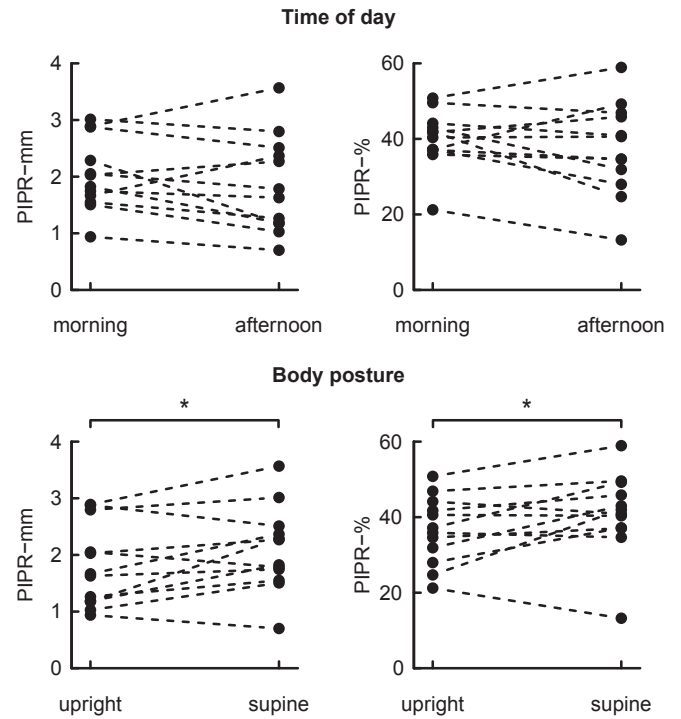 Time of day
4
3
2
1
0
PIPR−mm
morning afternoon
60
40
20
0
PIPR−%
morning afternoon
Body posture
*
4
3
2
1
0
PIPR−mm
upright supine
*
60
40
20
0
PIPR−%
upright supine